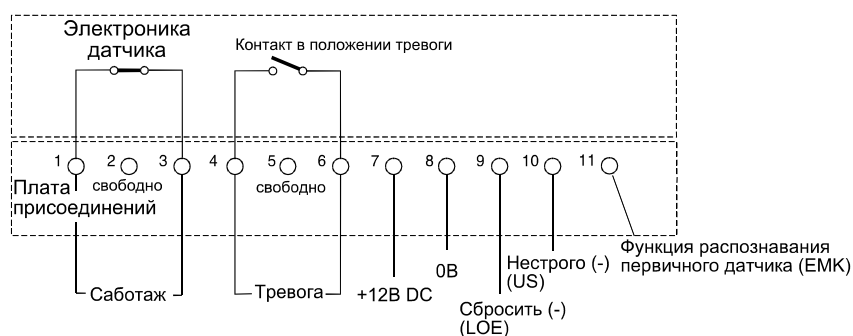 Электроника
датчика
Контакт в положении тревоги
1 2 3 4 5 6 7 8 9 10 11
свободно
свободно
Плата
присоединений
Саботаж
Тревога
+12В DC
0В
Сбросить (-)
(LOE)
Нестрого (-)
(US)
Функция распознавания
первичного датчика (EMK)